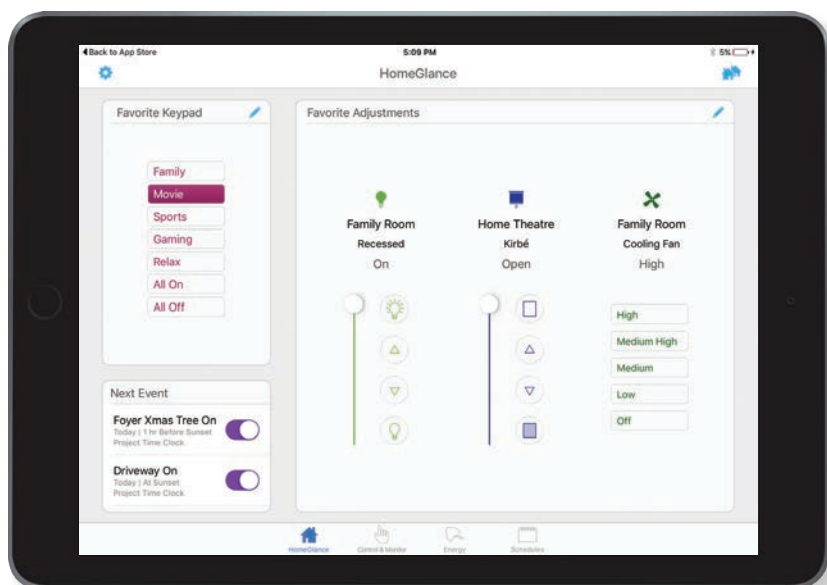 Back to App Store
5:09 PM
5%
HomeGlance
Favorite Keypad
Family
Movie
Sports
Gaming
Relax
All On
All Off
Next Event
Foyer Xmas Tree On
Today | 1 hr Before Sunset
Project Time Clock
Driveway On
Today | At Sunset
Project Time Clock
Favorite Adjustments
Family Room
Recessed
On
Home Theatre
Kirbé
Open
Family Room
Cooling Fan
High
High
Medium High
Medium
Low
Off
HomeGlance
Control & Monitor
Energy
Schedules